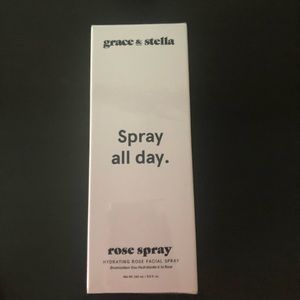 grace & stella
Spray
all day.
rose spray
HYDRATING ROSE FACIAL SPRAY